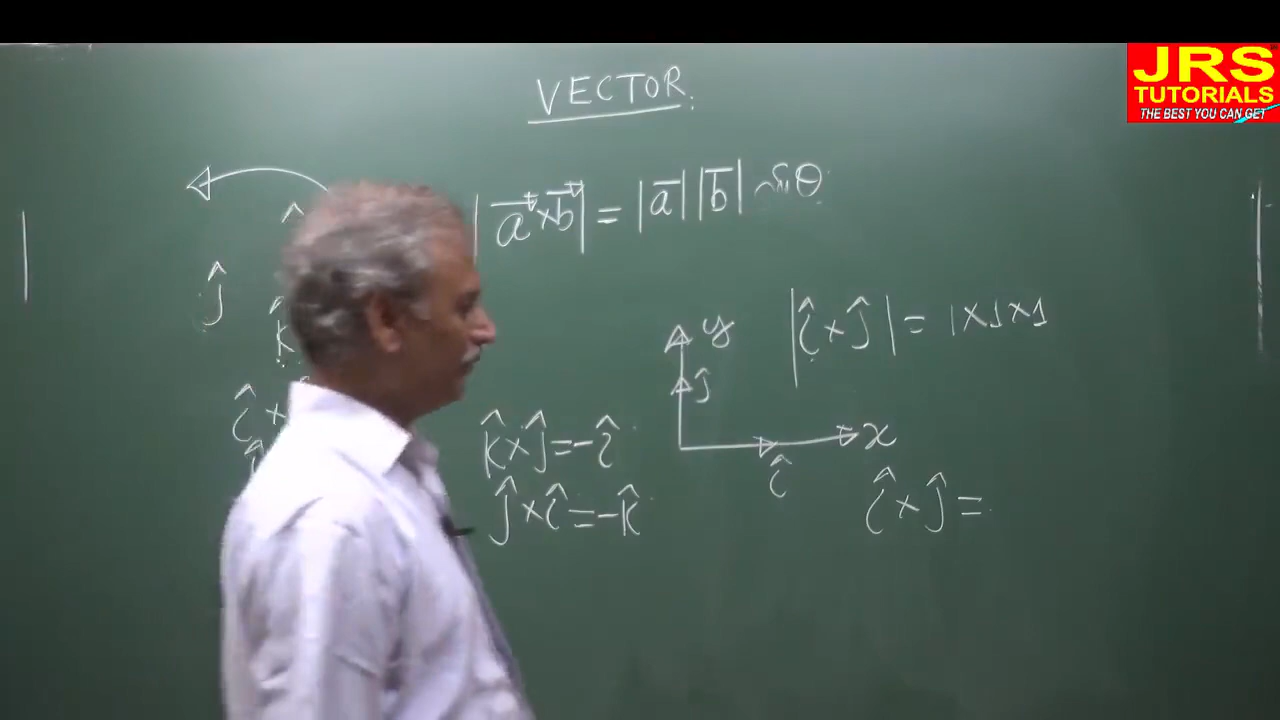 JRS
TUTORIALS
THE BEST YOU CAN GET
VECTOR
|a⃗×b⃗| = |a̅| |b̅| sinθ
ĵ
k̂
î ×
|î×ĵ| = 1×1×1
y
ĵ
x
î
k̂×ĵ=-î
ĵ×î=-k̂
î×ĵ=